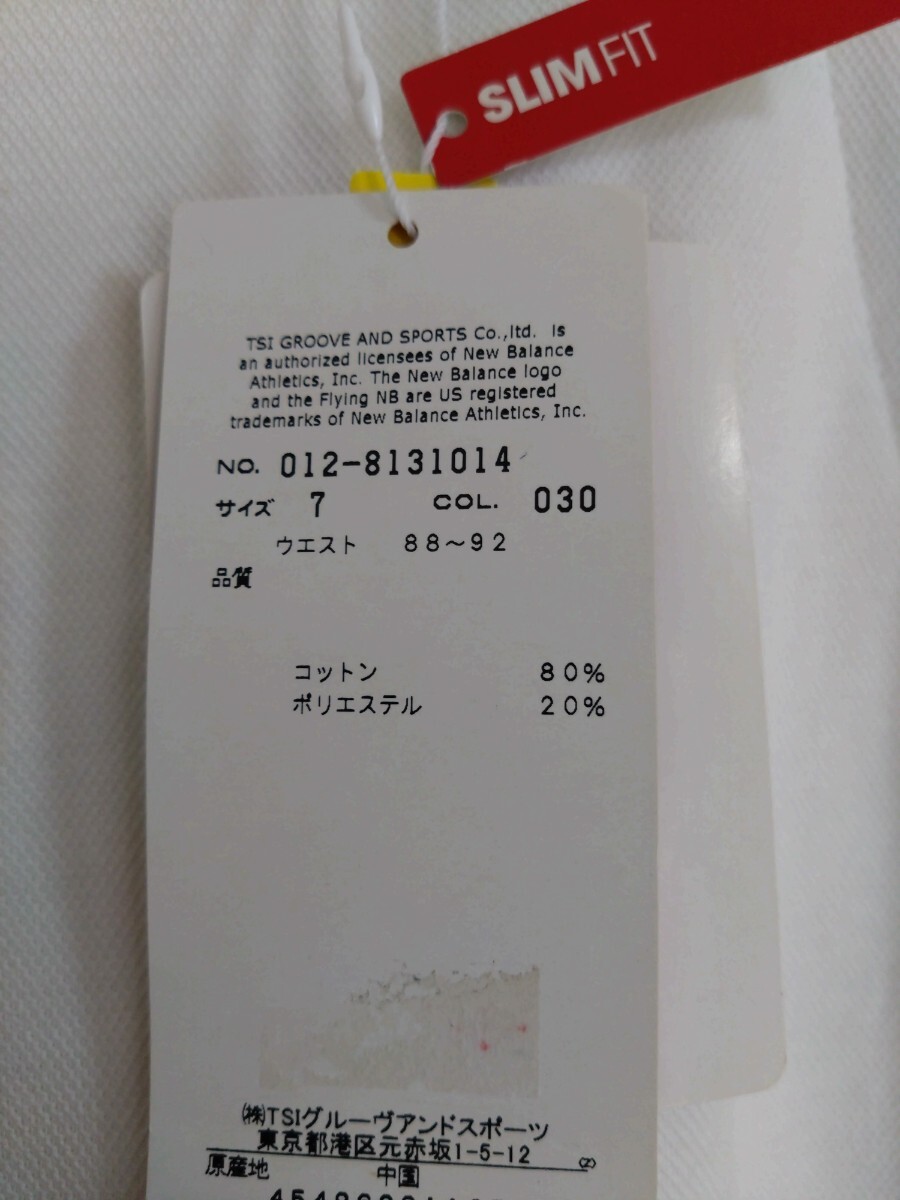 SLIM FIT
TSI GROOVE AND SPORTS Co.,ltd. is
an authorized licensees of New Balance
Athletics, Inc. The New Balance logo
and the Flying NB are US registered
trademarks of New Balance Athletics, Inc.
NO. 012-8131014
サイズ 7 COL. 030
ウエスト 88～92
品質
コットン 80%
ポリエステル 20%
㈱TSIグルーヴアンドスポーツ
東京都港区元赤坂1-5-12 (2)
原産地 中国